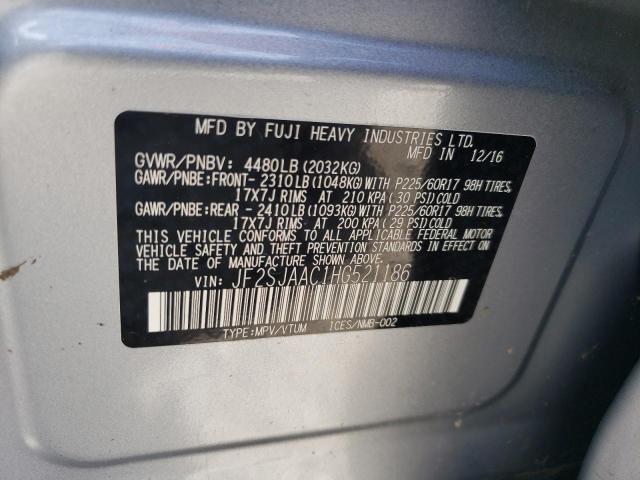 MFD BY FUJI HEAVY INDUSTRIES LTD.
MFD IN 12/16
GVWR/PNBV: 4480LB(2032KG)
GAWR/PNBE:FRONT- 2310LB(1048KG)WITH P225/60R17 98H TIRES,
17X7J RIMS AT 210 KPA(30 PSI)COLD
GAWR/PNBE:REAR - 2410LB(1093KG)WITH P225/60R17 98H TIRES,
17X7J RIMS AT 200 KPA(29 PSI)COLD
THIS VEHICLE CONFORMS TO ALL APPLICABLE FEDERAL MOTOR
VEHICLE SAFETY AND THEFT PREVENTION STANDARDS IN EFFECT ON
THE DATE OF MANUFACTURE SHOWN ABOVE.
VIN: JF2SJAAC1HG521186
TYPE:MPV/VTUM ICES/NMB-002